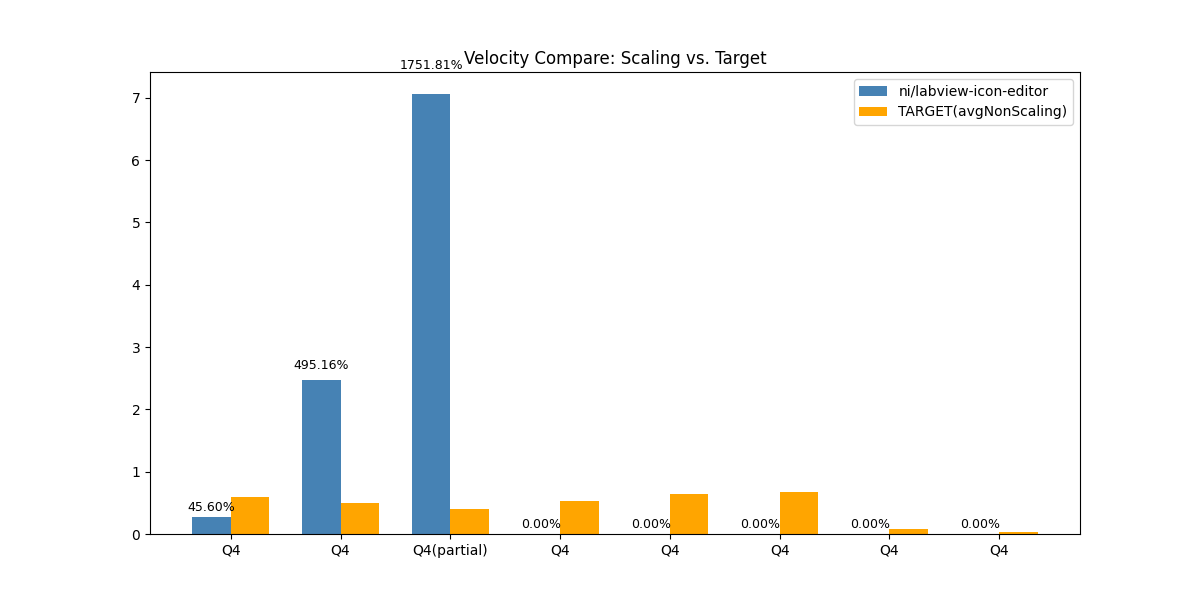 Velocity Compare: Scaling vs. Target
1751.81%
ni/labview-icon-editor
TARGET(avgNonScaling)
7
6
5
4
3
2
1
0
495.16%
45.60%
0.00%
0.00%
0.00%
0.00%
0.00%
Q4
Q4
Q4(partial)
Q4
Q4
Q4
Q4
Q4